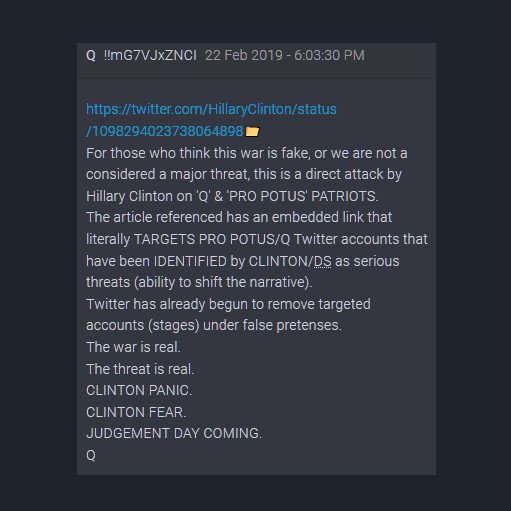 Q !!mG7VJxZNCI 22 Feb 2019 - 6:03:30 PM
https://twitter.com/HillaryClinton/status
/1098294023738064898
For those who think this war is fake, or we are not a
considered a major threat, this is a direct attack by
Hillary Clinton on 'Q' & 'PRO POTUS' PATRIOTS.
The article referenced has an embedded link that
literally TARGETS PRO POTUS/Q Twitter accounts that
have been IDENTIFIED by CLINTON/DS as serious
threats (ability to shift the narrative).
Twitter has already begun to remove targeted
accounts (stages) under false pretenses.
The war is real.
The threat is real.
CLINTON PANIC.
CLINTON FEAR.
JUDGEMENT DAY COMING.
Q